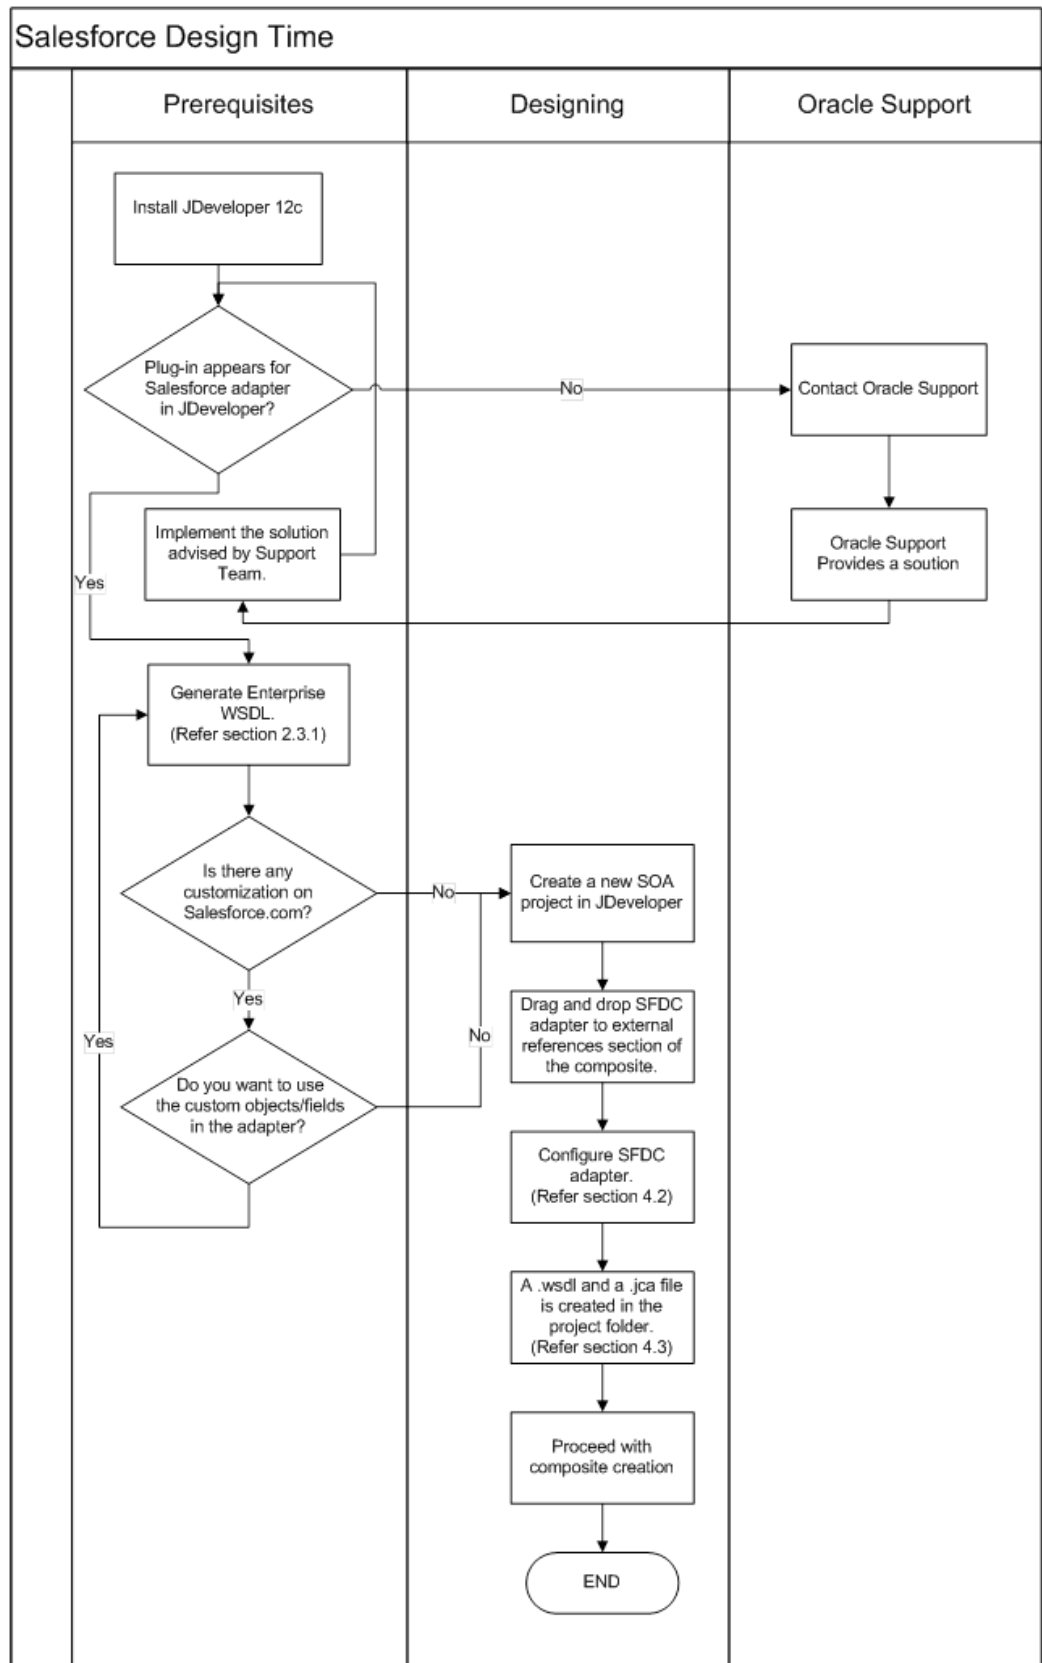 Salesforce Design Time
Prerequisites
Designing
Oracle Support
Install JDeveloper 12c
Plug-in appears for
Salesforce adapter
in JDeveloper?
No
Contact Oracle Support
Implement the solution
advised by Support
Team.
Oracle Support
Provides a soution
Yes
Generate Enterprise
WSDL.
(Refer section 2.3.1)
Is there any
customization on
Salesforce.com?
No
Create a new SOA
project in JDeveloper
Yes
Drag and drop SFDC
adapter to external
references section of
the composite.
Yes
No
Do you want to use
the custom objects/fields
in the adapter?
Configure SFDC
adapter.
(Refer section 4.2)
A .wsdl and a .jca file
is created in the
project folder.
(Refer section 4.3)
Proceed with
composite creation
END